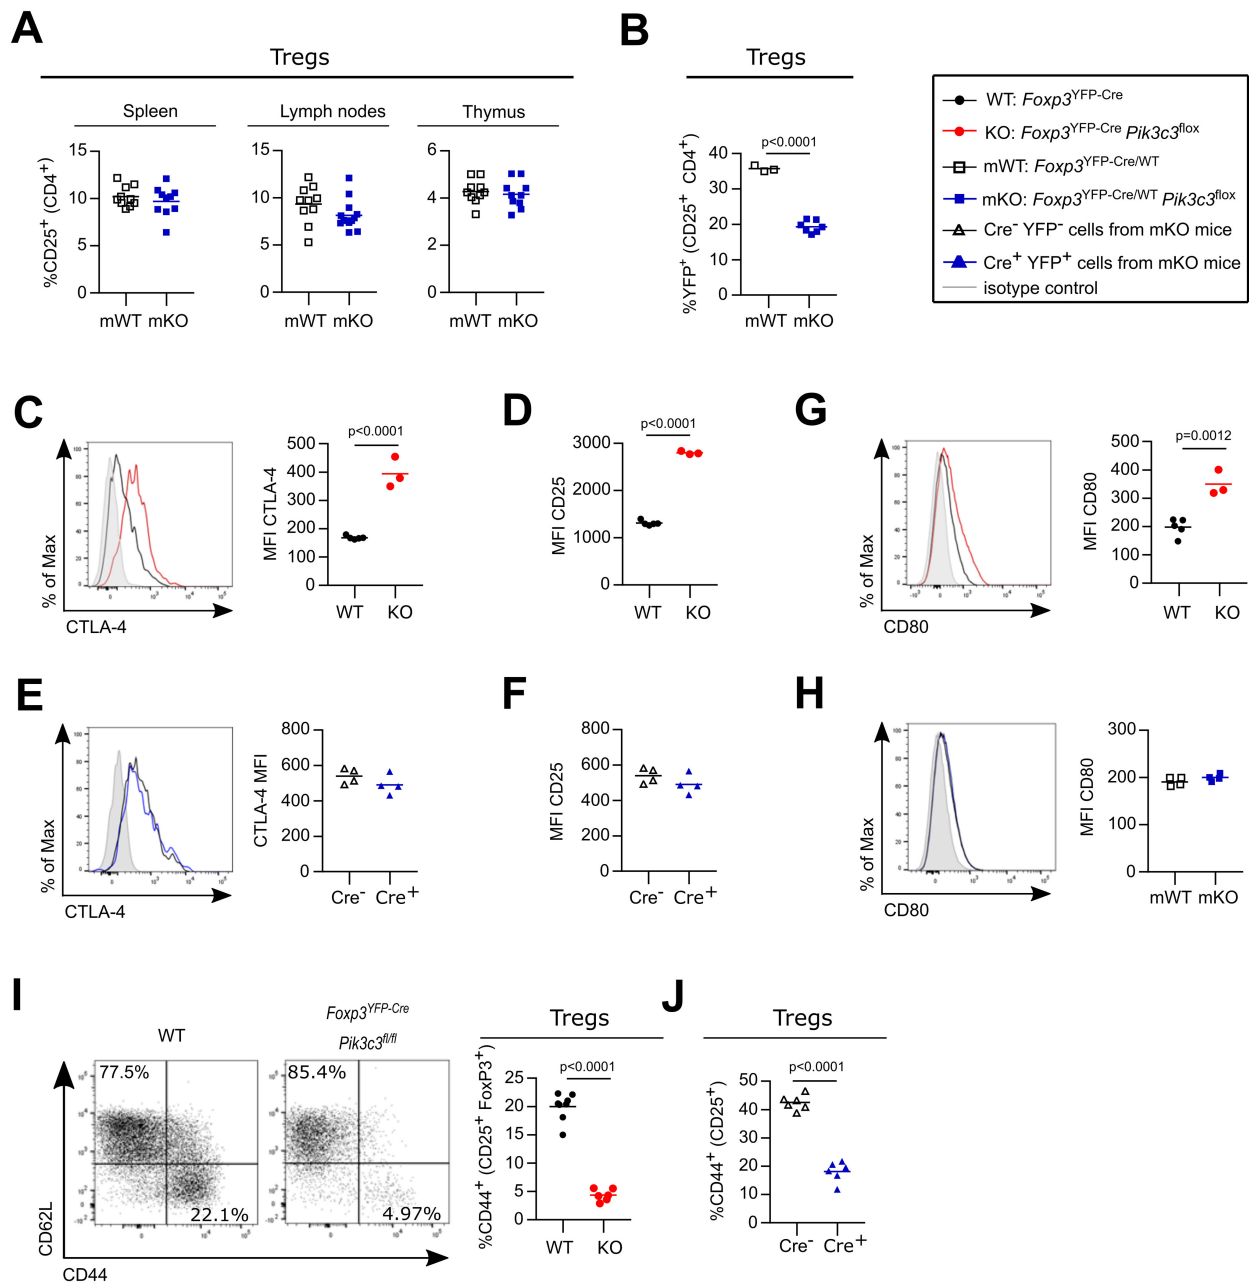 A
Tregs
Spleen
Lymph nodes
Thymus
%CD25+ (CD4+)
15
10
5
0
mWT mKO
15
10
5
0
mWT mKO
6
4
2
0
mWT mKO
B
Tregs
%YFP+ (CD25+ CD4+)
p<0.0001
40
30
20
10
0
mWT mKO
WT: Foxp3YFP-Cre
KO: Foxp3YFP-Cre Pik3c3flox
mWT: Foxp3YFP-Cre/WT
mKO: Foxp3YFP-Cre/WT Pik3c3flox
Cre- YFP- cells from mKO mice
Cre+ YFP+ cells from mKO mice
isotype control
C
% of Max
CTLA-4
MFI CTLA-4
p<0.0001
500
400
300
200
100
0
WT KO
D
MFI CD25
p<0.0001
3000
2000
1000
0
WT KO
G
% of Max
CD80
MFI CD80
p=0.0012
500
400
300
200
100
0
WT KO
E
% of Max
CTLA-4
CTLA-4 MFI
800
600
400
200
0
Cre- Cre+
F
MFI CD25
800
600
400
200
0
Cre- Cre+
H
% of Max
CD80
MFI CD80
300
200
100
0
mWT mKO
I
WT
Foxp3YFP-Cre
Pik3c3fl/fl
77.5%
22.1%
85.4%
4.97%
CD62L
CD44
Tregs
%CD44+ (CD25+ FoxP3+)
p<0.0001
25
20
15
10
5
0
WT KO
J
Tregs
%CD44+ (CD25+)
p<0.0001
50
40
30
20
10
0
Cre- Cre+